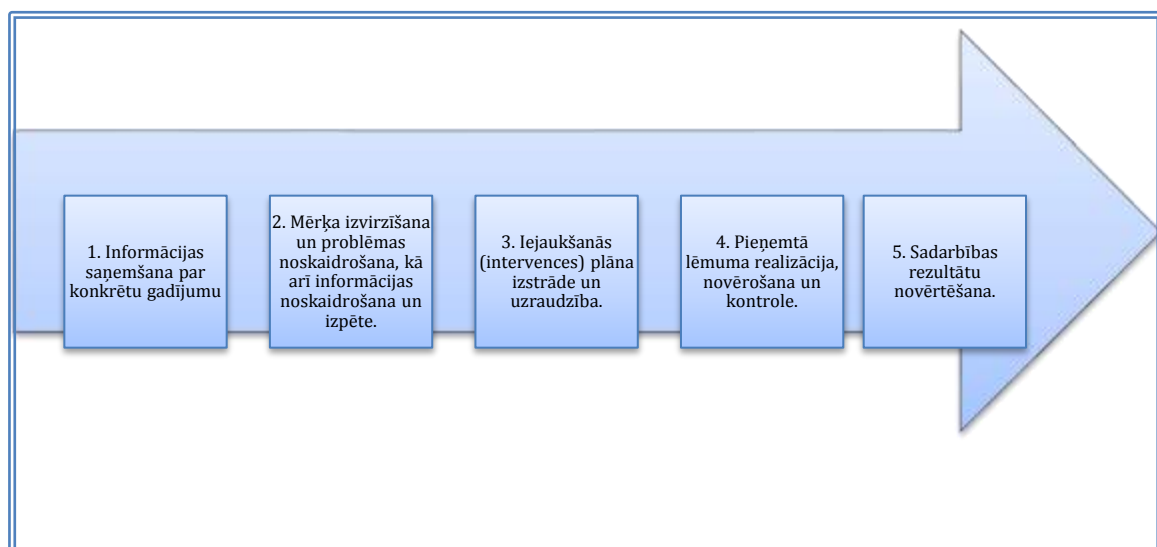 1. Informācijas
saņemšana par
konkrētu gadījumu
2. Mērķa izvirzīšana
un problēmas
noskaidrošana, kā
arī informācijas
noskaidrošana un
izpēte.
3. Iejaukšanās
(intervences) plāna
izstrāde un
uzraudzība.
4. Pieņemtā
lēmuma realizācija,
novērošana un
kontrole.
5. Sadarbības
rezultātu
novērtēšana.